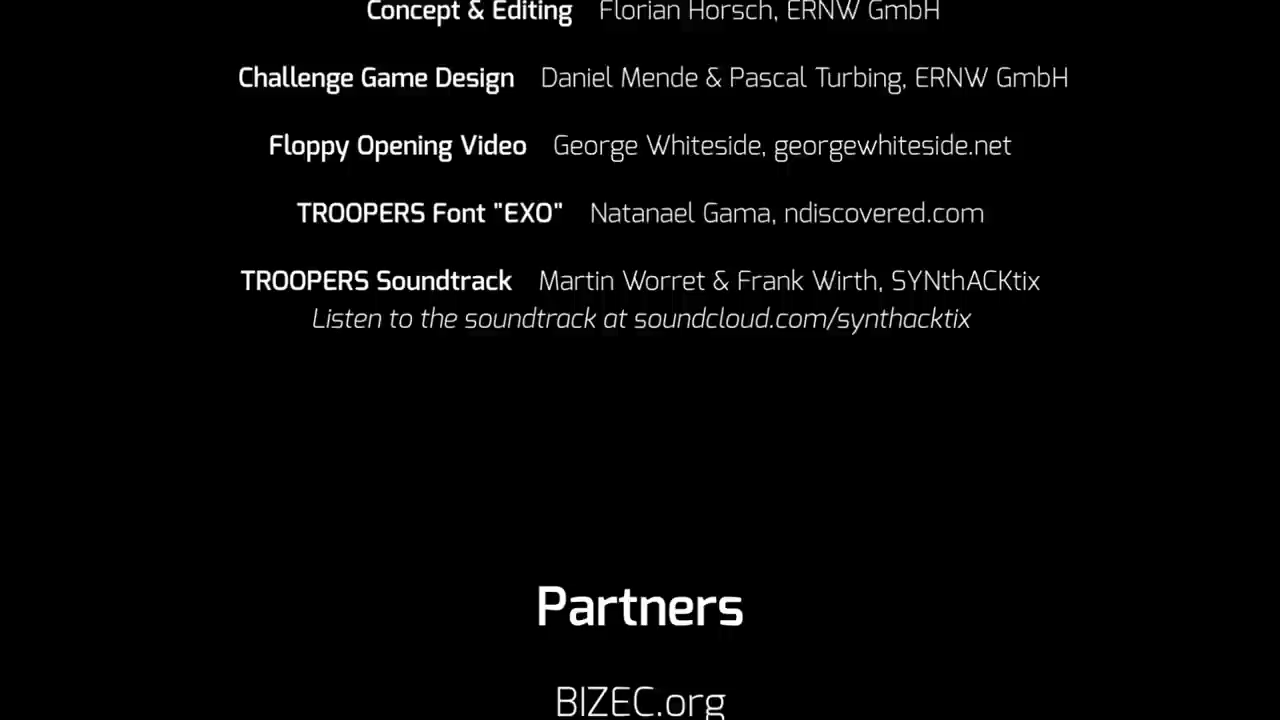 Concept & Editing Florian Horsch, ERNW GmbH
Challenge Game Design Daniel Mende & Pascal Turbing, ERNW GmbH
Floppy Opening Video George Whiteside, georgewhiteside.net
TROOPERS Font "EXO" Natanael Gama, ndiscovered.com
TROOPERS Soundtrack Martin Worret & Frank Wirth, SYNthACKtix
Listen to the soundtrack at soundcloud.com/synthacktix
Partners
BIZEC.org